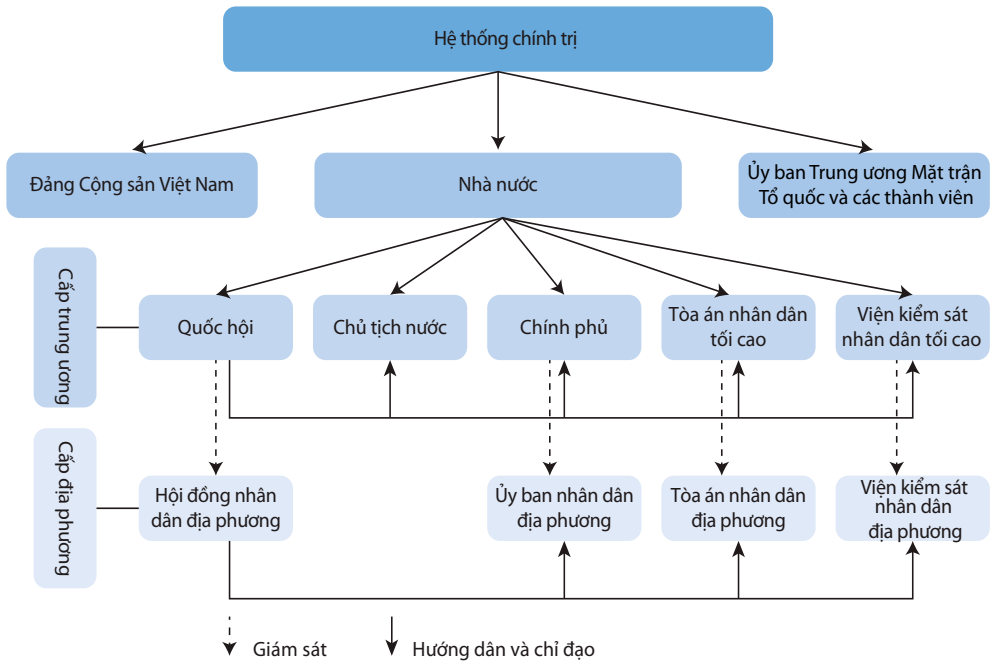 Hệ thống chính trị
Đảng Cộng sản Việt Nam
Nhà nước
Ủy ban Trung ương Mặt trận
Tổ quốc và các thành viên
Cấp trung ương
Quốc hội
Chủ tịch nước
Chính phủ
Tòa án nhân dân
tối cao
Viện kiểm sát
nhân dân tối cao
Cấp địa phương
Hội đồng nhân
dân địa phương
Ủy ban nhân dân
địa phương
Tòa án nhân dân
địa phương
Viện kiểm sát
nhân dân
địa phương
Giám sát
Hướng dân và chỉ đạo